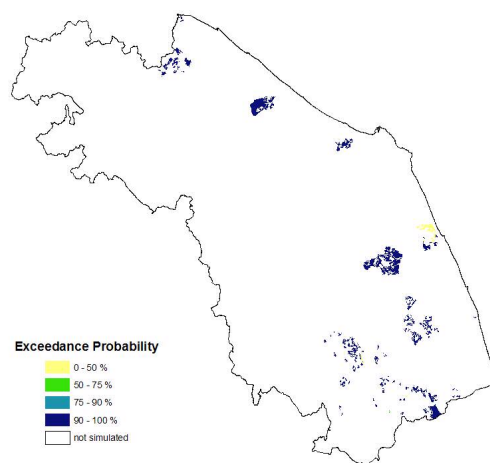 Exceedance Probability
0 - 50 %
50 - 75 %
75 - 90 %
90 - 100 %
not simulated